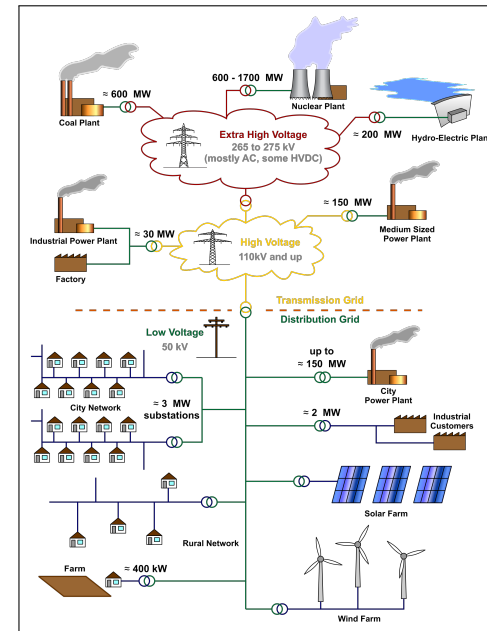 600 - 1700 MW
≈ 600 MW
Nuclear Plant
Coal Plant
Extra High Voltage
265 to 275 kV
(mostly AC, some HVDC)
≈ 200 MW
Hydro-Electric Plan
≈ 150 MW
≈ 30 MW
Industrial Power Plant
High Voltage
110kV and up
Medium Sized
Power Plant
Factory
Transmission Grid
Distribution Grid
Low Voltage
50 kV
up to
≈ 150 MW
City
Power Plant
City Network
≈ 3 MW
substations
≈ 2 MW
Industrial
Customers
Solar Farm
Rural Network
Farm
≈ 400 kW
Wind Farm